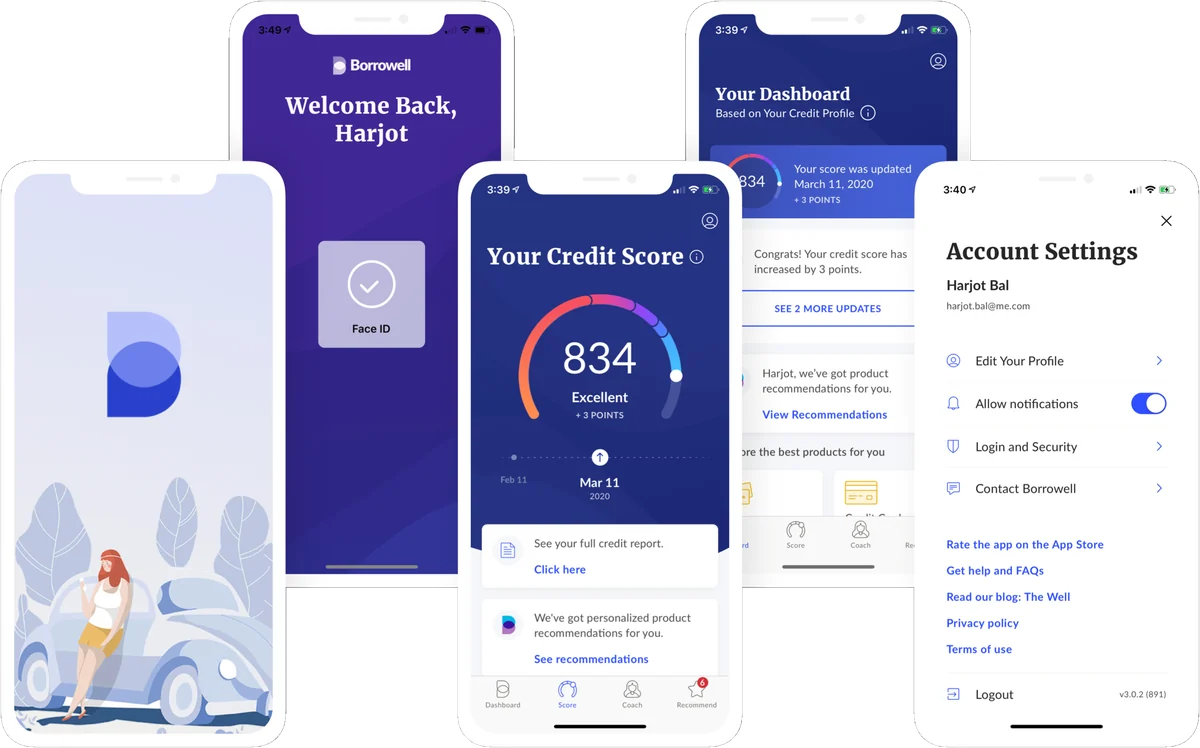 3:49
Borrowell
Welcome Back,
Harjot
Face ID
3:39
Your Credit Score
834
Excellent
+ 3 POINTS
Feb 11
Mar 11
2020
See your full credit report.
Click here
We've got personalized product
recommendations for you.
See recommendations
6
Dashboard
Score
Coach
Recommend
3:39
Your Dashboard
Based on Your Credit Profile
834
Your score was updated
March 11, 2020
+ 3 POINTS
Congrats! Your credit score has
increased by 3 points.
SEE 2 MORE UPDATES
Harjot, we've got product
recommendations for you.
View Recommendations
ore the best products for you
Score
Coach
3:40
Account Settings
Harjot Bal
harjot.bal@me.com
Edit Your Profile
Allow notifications
Login and Security
Contact Borrowell
Rate the app on the App Store
Get help and FAQs
Read our blog: The Well
Privacy policy
Terms of use
Logout
v3.0.2 (891)